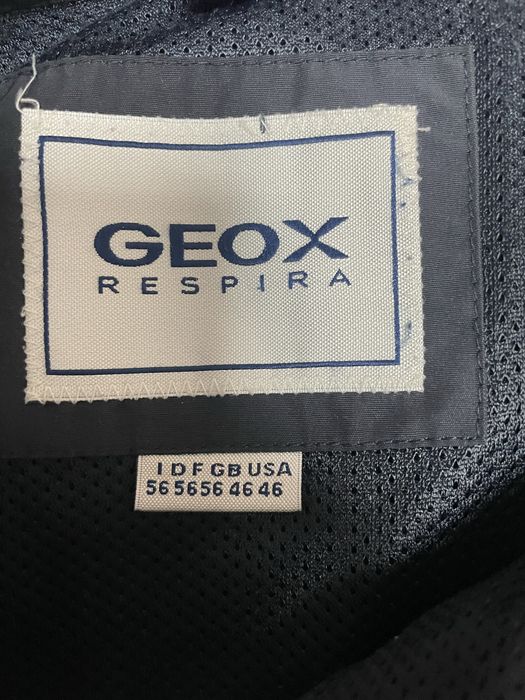 GEOX
RESPIRA
I D F GB USA
56 56 56 46 46